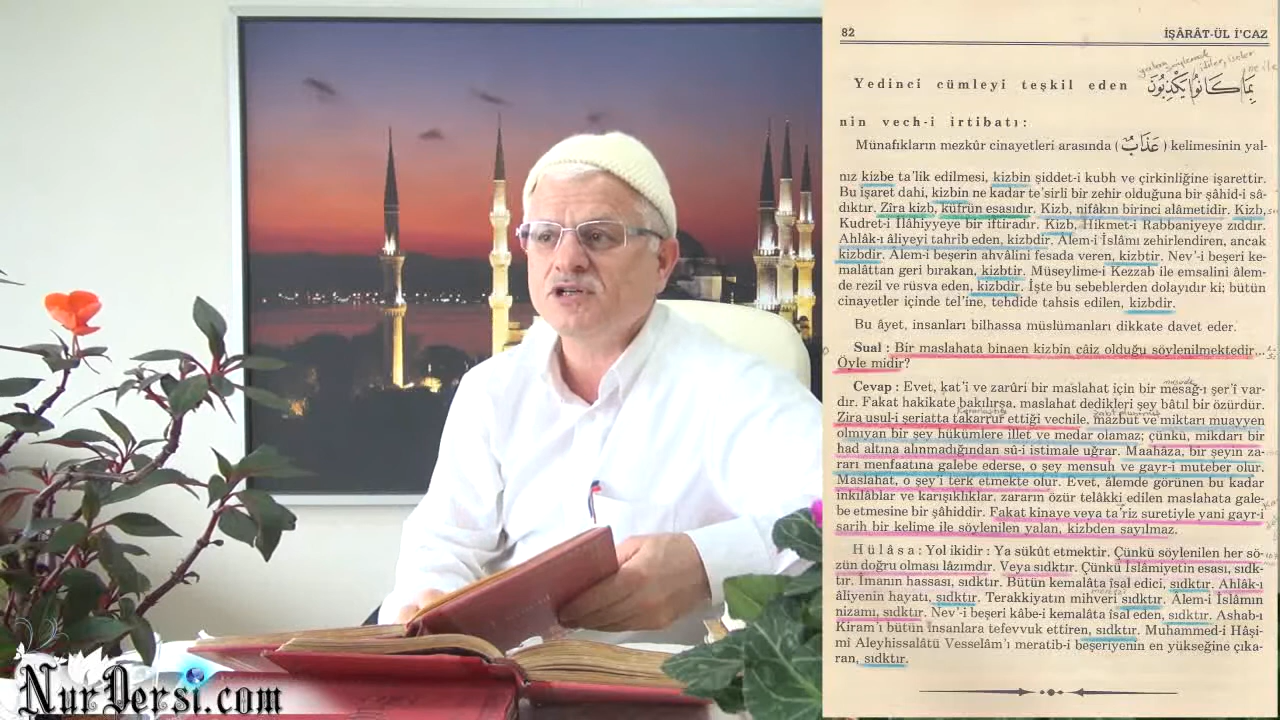 82 İŞÂRÂT-ÜL İ'CAZ
Yedinci cümleyi teşkil eden بِمَا كَانُوا يَكْذِبُونَ
nin vech-i irtibatı:
Münafıkların mezkûr cinayetleri arasında (عَذَابٌ) kelimesinin yal-
nız kizbe ta'lik edilmesi, kizbin şiddet-i kubh ve çirkinliğine işarettir.
Bu işaret dahi, kizbin ne kadar te'sirli bir zehir olduğuna bir şâhid-i sâ-
dıktır. Zira kizb, küfrün esasıdır. Kizb, nifâkın birinci alâmetidir. Kizb,
Kudret-i İlâhiyyeye bir iftiradır. Kizb, Hikmet-i Rabbaniyeye zıddır.
Ahlâk-ı âliyeyi tahrib eden, kizbdir. Âlem-i İslâmı zehirlendiren, ancak
kizbdir. Âlem-i beşerin ahvâlini fesada veren, kizbtir. Nev'-i beşeri ke-
malâttan geri bırakan, kizbtir. Müseylime-i Kezzab ile emsalini âlem-
de rezil ve rüsva eden, kizbdir. İşte bu sebeblerden dolayıdır ki; bütün
cinayetler içinde tel'ine, tehdide tahsis edilen, kizbdir.
Bu âyet, insanları bilhassa müslümanları dikkate davet eder.
Sual : Bir maslahata binaen kizbin câiz olduğu söylenilmektedir...
Öyle midir?
Cevap : Evet, kat'î ve zarûri bir maslahat için bir mesağ-ı şer'î var-
dır. Fakat hakikate bakılırsa, maslahat dedikleri şey bâtıl bir özürdür.
Zira usul-i şeriatta takarrur ettiği vechile, mazbut ve miktarı muayyen
olmıyan bir şey hükümlere illet ve medar olamaz; çünkü, mikdarı bir
had altına alınmadığından sû-i istimale uğrar. Maahâza, bir şeyin za-
rarı menfaatına galebe ederse, o şey mensuh ve gayr-i muteber olur.
Maslahat, o şey'i terk etmekte olur. Evet, âlemde görünen bu kadar
inkılâblar ve karışıklıklar, zararın özür telâkki edilen maslahata gale-
be etmesine bir şâhiddir. Fakat kinaye veya ta'riz suretiyle yani gayr-i
sarih bir kelime ile söylenilen yalan, kizbden sayılmaz.
Hülâsa : Yol ikidir : Ya sükût etmektir, Çünkü söylenilen her sö-
zün doğru olması lâzımdır. Veya sıdktır. Çünkü İslâmiyetin esası, sıdk-
tır. İmanın hassası, sıdktır. Bütün kemalâta îsal edici, sıdktır. Ahlâk-ı
âliyenin hayatı, sıdktır. Terakkiyatın mihveri sıdktır. Âlem-i İslâmın
nizamı, sıdktır. Nev'-i beşeri kâbe-i kemalâta îsal eden, sıdktır. Ashab-ı
Kiram'ı bütün insanlara tefevvuk ettiren, sıdktır. Muhammed-i Hâşi-
mî Aleyhissalâtü Vesselâm'ı meratib-i beşeriyenin en yükseğine çıka-
ran, sıdktır.
NurDersi.com